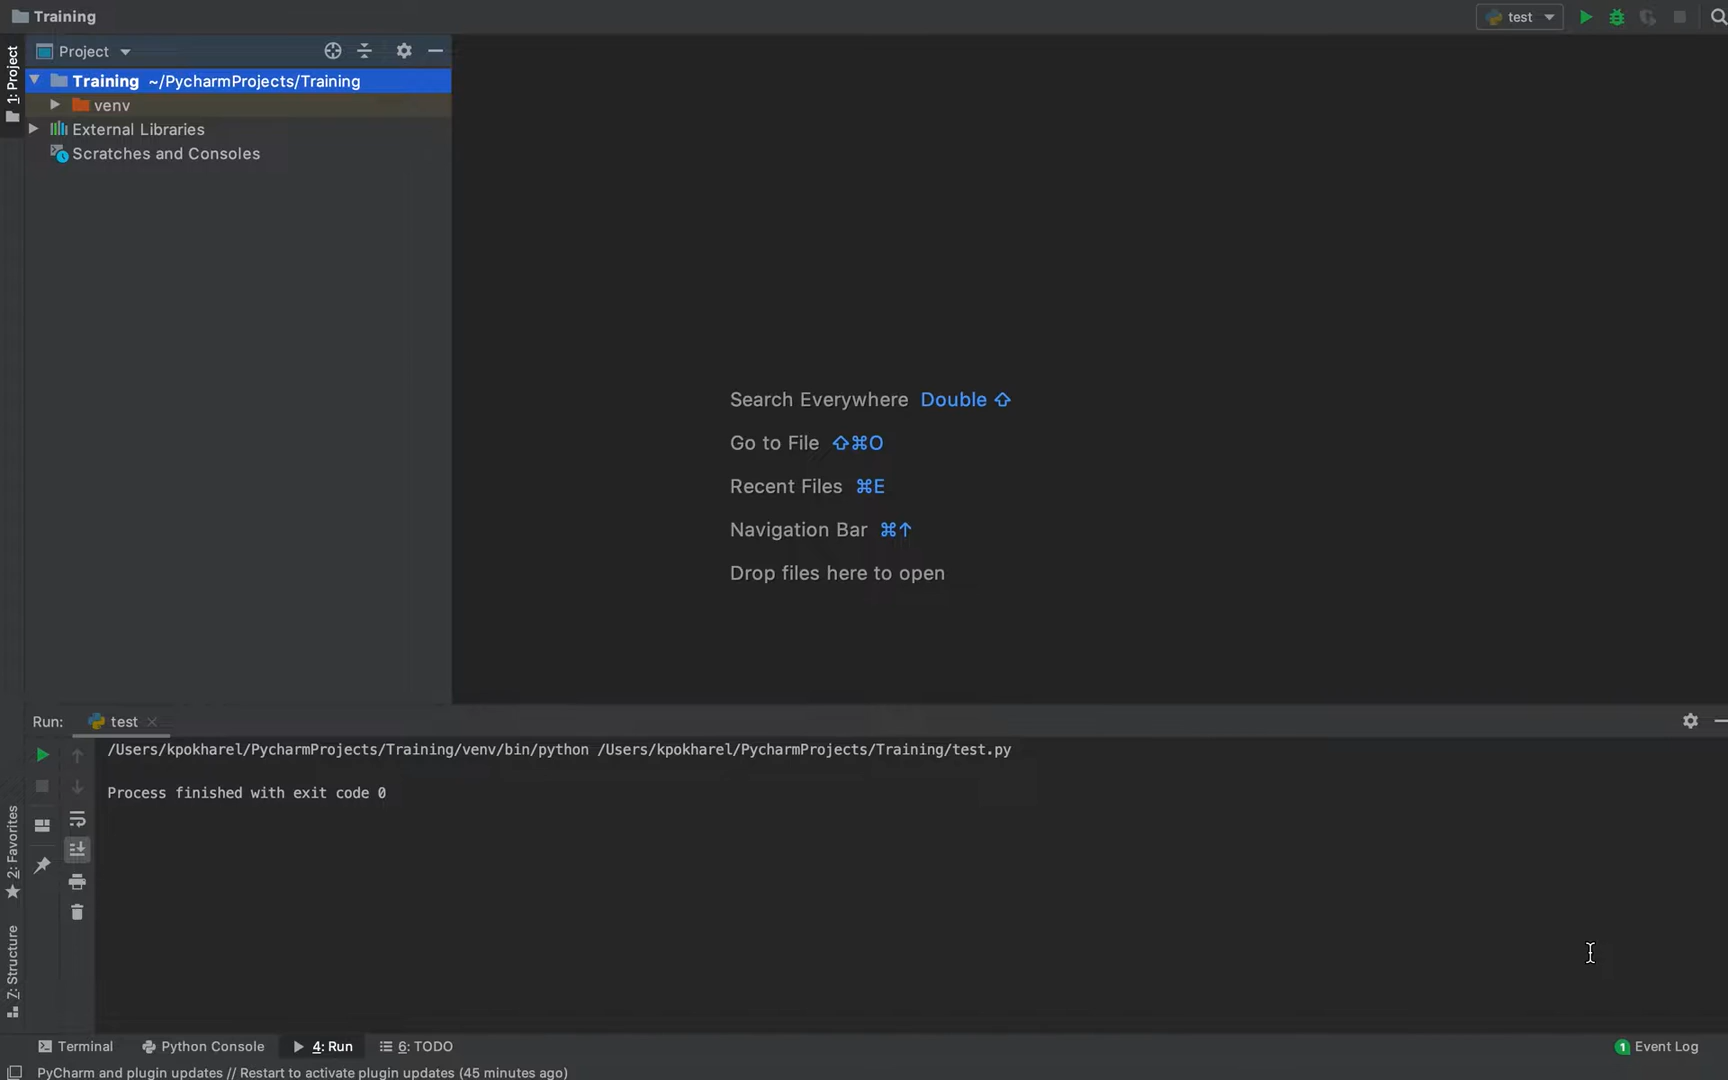 Training
test
1: Project
Project
Training ~/PycharmProjects/Training
venv
External Libraries
Scratches and Consoles
Search Everywhere Double ⇧
Go to File ⇧⌘O
Recent Files ⌘E
Navigation Bar ⌘↑
Drop files here to open
Run: test
/Users/kpokharel/PycharmProjects/Training/venv/bin/python /Users/kpokharel/PycharmProjects/Training/test.py
Process finished with exit code 0
2: Favorites
7: Structure
Terminal
Python Console
4: Run
6: TODO
1 Event Log
PyCharm and plugin updates // Restart to activate plugin updates (45 minutes ago)